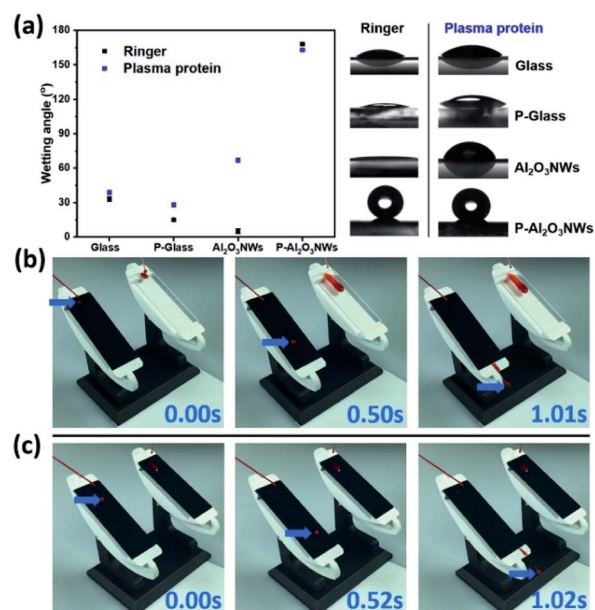 (a)
180
150
120
90
60
30
0
Wetting angle (°)
Ringer
Plasma protein
Glass
P-Glass
Al₂O₃NWs
P-Al₂O₃NWs
Ringer
Plasma protein
Glass
P-Glass
Al₂O₃NWs
P-Al₂O₃NWs
(b)
0.00s
0.50s
1.01s
(c)
0.00s
0.52s
1.02s